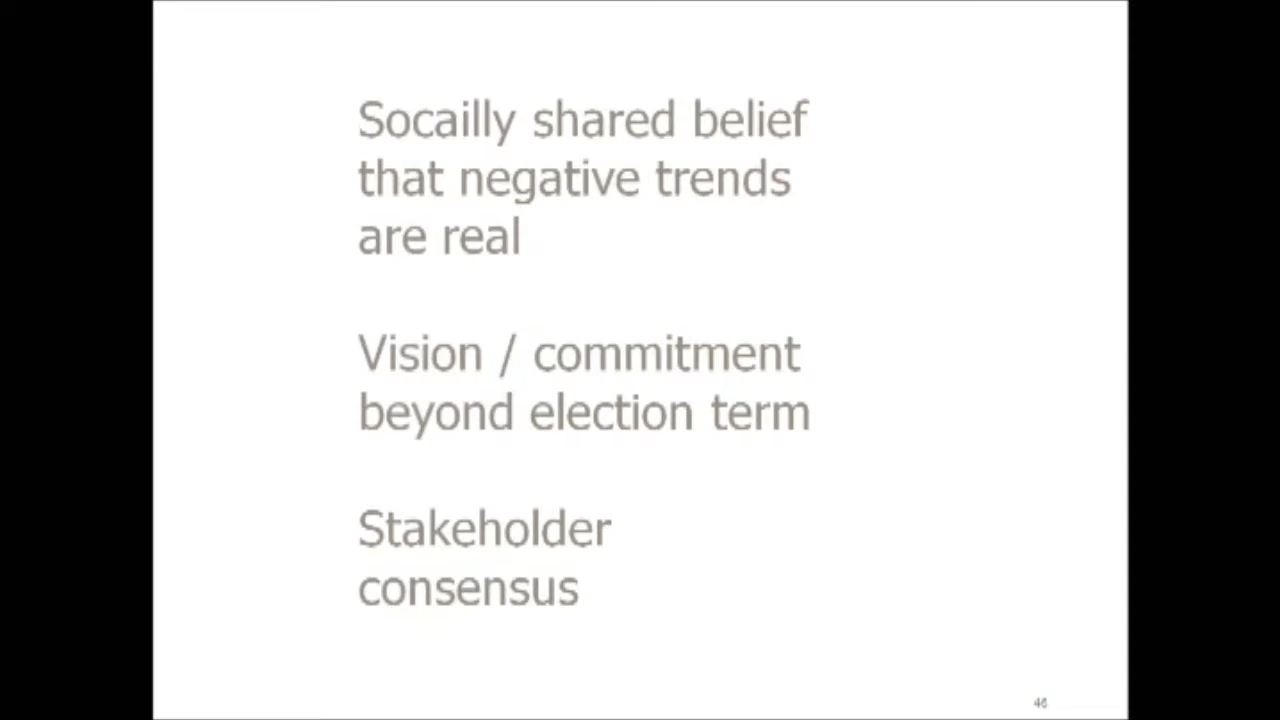 Socailly shared belief
that negative trends
are real
Vision / commitment
beyond election term
Stakeholder
consensus